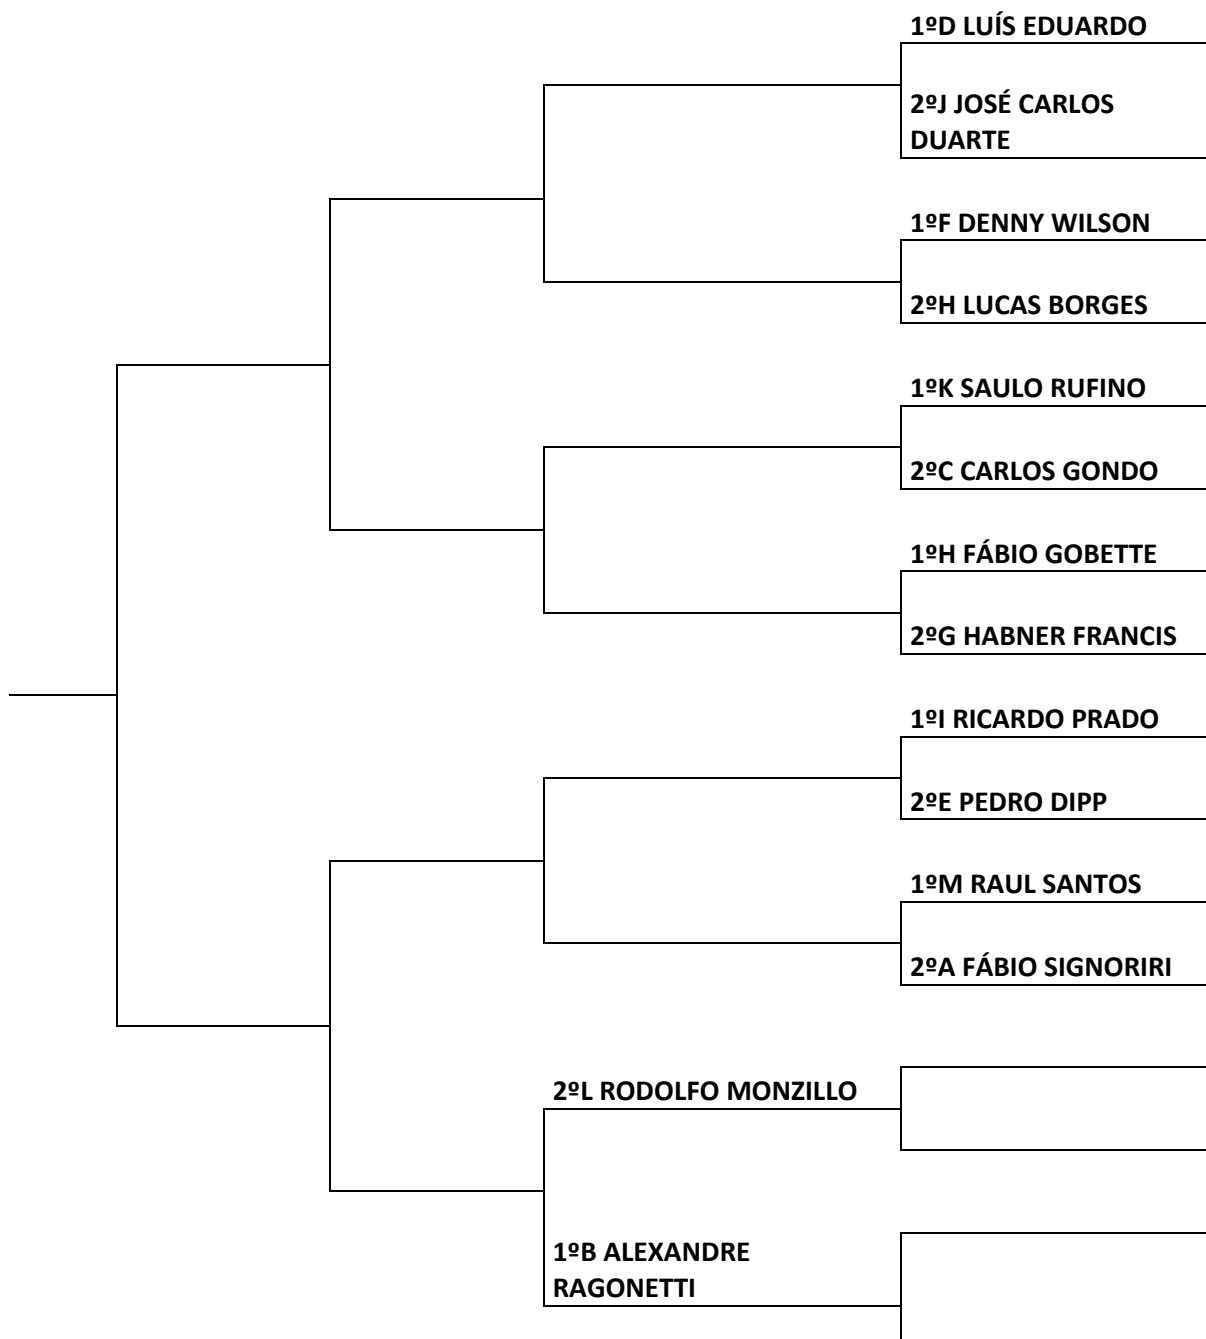 1ºD LUÍS EDUARDO
2ºJ JOSÉ CARLOS
DUARTE
1ºF DENNY WILSON
2ºH LUCAS BORGES
1ºK SAULO RUFINO
2ºC CARLOS GONDO
1ºH FÁBIO GOBETTE
2ºG HABNER FRANCIS
1ºI RICARDO PRADO
2ºE PEDRO DIPP
1ºM RAUL SANTOS
2ºA FÁBIO SIGNORIRI
2ºL RODOLFO MONZILLO
1ºB ALEXANDRE
RAGONETTI